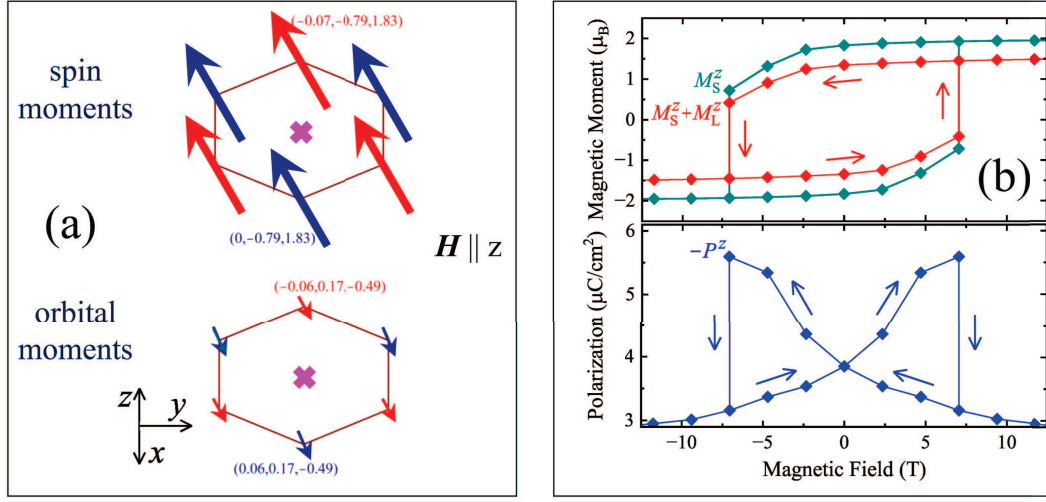 (a)
spin
moments
(-0.07,-0.79,1.83)
(0,-0.79,1.83)
H || z
orbital
moments
(-0.06,0.17,-0.49)
(0.06,0.17,-0.49)
z
y
x
(b)
Magnetic Moment (μB)
2
1
0
−1
−2
M_S^z
M_S^z+M_L^z
Polarization (μC/cm²)
6
5
4
3
−P^z
−10
−5
0
5
10
Magnetic Field (T)